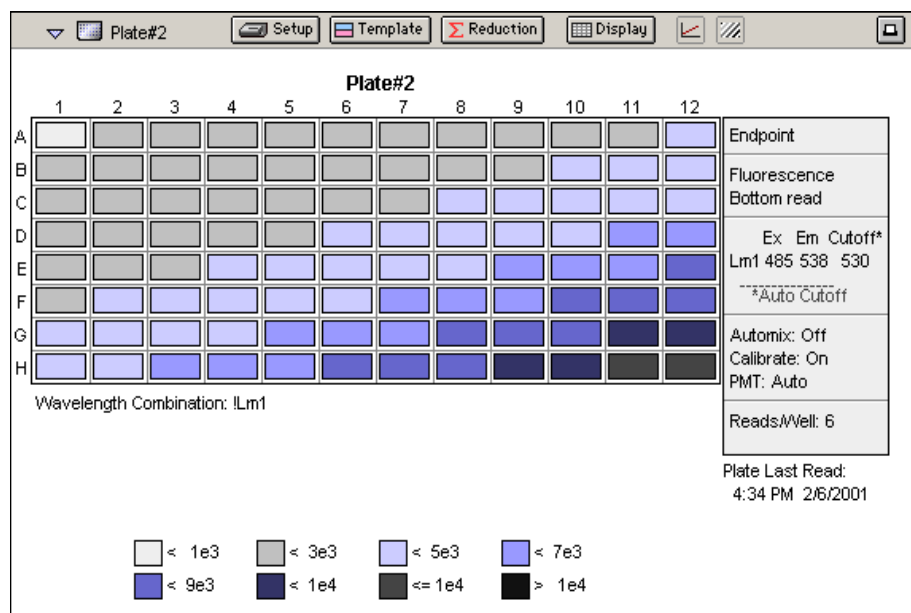 Plate#2 Setup Template Reduction Display
Plate#2
1 2 3 4 5 6 7 8 9 10 11 12
A
B
C
D
E
F
G
H
Endpoint
Fluorescence
Bottom read
Ex Em Cutoff*
Lm1 485 538 530
*Auto Cutoff
Automix: Off
Calibrate: On
PMT: Auto
Reads/Well: 6
Wavelength Combination: !Lm1
Plate Last Read:
4:34 PM 2/6/2001
< 1e3 < 3e3 < 5e3 < 7e3
< 9e3 < 1e4 <= 1e4 > 1e4